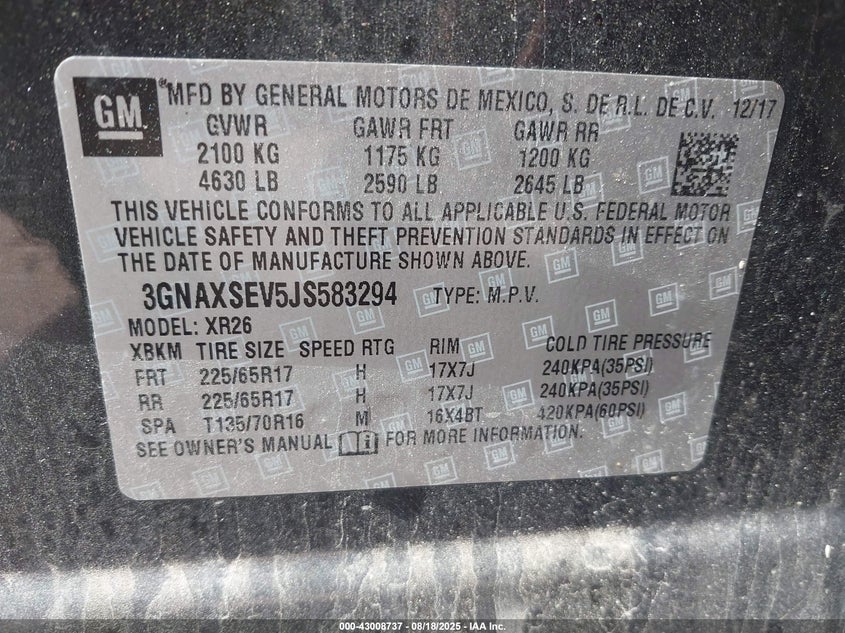 GM
MFD BY GENERAL MOTORS DE MEXICO, S. DE R.L. DE C.V. 12/17
GVWR GAWR FRT GAWR RR
2100 KG 1175 KG 1200 KG
4630 LB 2590 LB 2645 LB
THIS VEHICLE CONFORMS TO ALL APPLICABLE U.S. FEDERAL MOTOR
VEHICLE SAFETY AND THEFT PREVENTION STANDARDS IN EFFECT ON
THE DATE OF MANUFACTURE SHOWN ABOVE.
3GNAXSEV5JS583294 TYPE: M.P.V.
MODEL: XR26
XBKM TIRE SIZE SPEED RTG RIM COLD TIRE PRESSURE
FRT 225/65R17 H 17X7J 240KPA(35PSI)
RR 225/65R17 H 17X7J 240KPA(35PSI)
SPA T135/70R16 M 16X4BT 420KPA(60PSI)
SEE OWNER'S MANUAL FOR MORE INFORMATION.
000-43008737 - 08/18/2025 - IAA Inc.